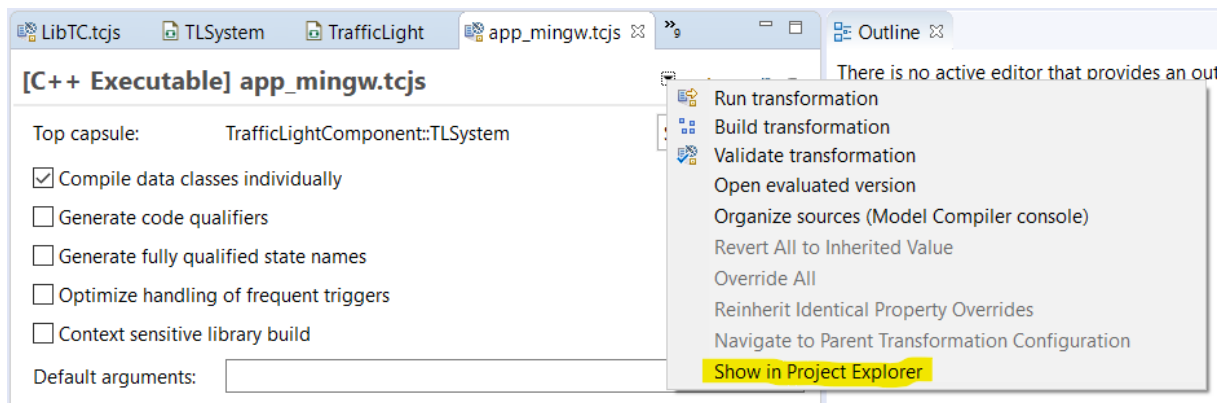 LibTC.tcjs TLSystem TrafficLight app_mingw.tcjs »9 Outline
[C++ Executable] app_mingw.tcjs
There is no active editor that provides an
Top capsule: TrafficLightComponent::TLSystem
Compile data classes individually
Generate code qualifiers
Generate fully qualified state names
Optimize handling of frequent triggers
Context sensitive library build
Default arguments:
Run transformation
Build transformation
Validate transformation
Open evaluated version
Organize sources (Model Compiler console)
Revert All to Inherited Value
Override All
Reinherit Identical Property Overrides
Navigate to Parent Transformation Configuration
Show in Project Explorer